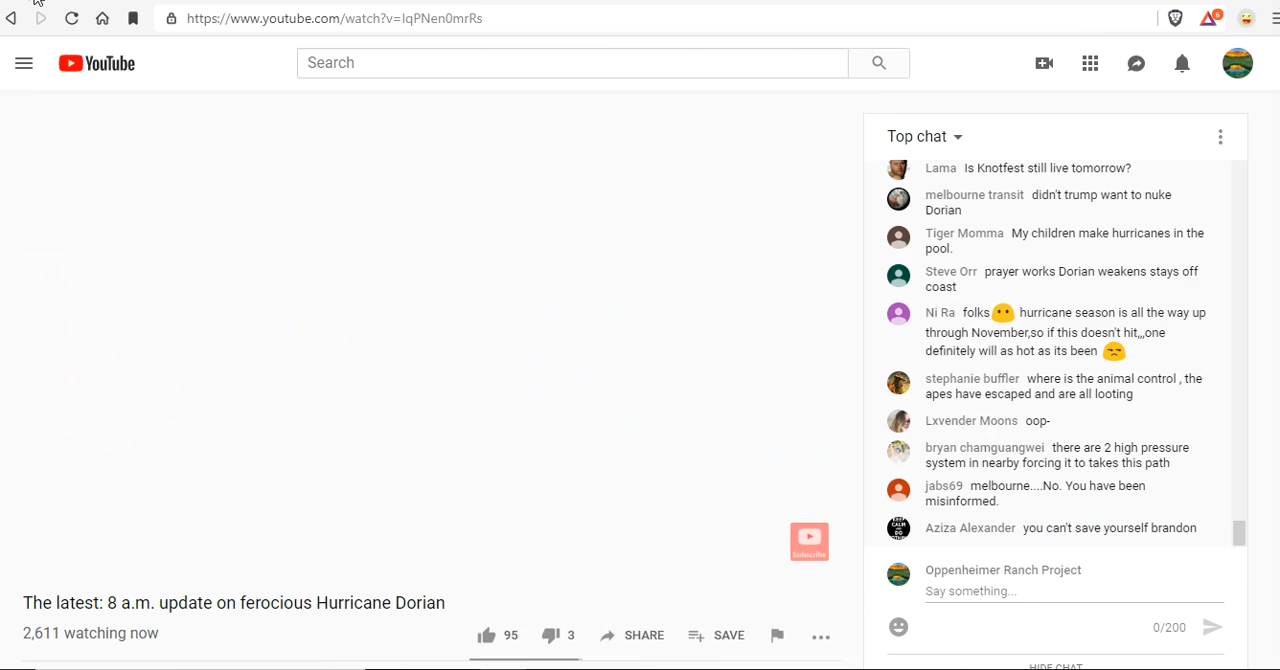 https://www.youtube.com/watch?v=IqPNen0mrRs
6
YouTube
Search
Top chat
Lama Is Knotfest still live tomorrow?
melbourne transit didn't trump want to nuke
Dorian
Tiger Momma My children make hurricanes in the
pool.
Steve Orr prayer works Dorian weakens stays off
coast
Ni Ra folks hurricane season is all the way up
through November,so if this doesn't hit,,,one
definitely will as hot as its been
stephanie buffler where is the animal control , the
apes have escaped and are all looting
Lxvender Moons oop-
bryan chamguangwei there are 2 high pressure
system in nearby forcing it to takes this path
jabs69 melbourne....No. You have been
misinformed.
Aziza Alexander you can't save yourself brandon
Oppenheimer Ranch Project
Say something...
0/200
HIDE CHAT
Subscribe
The latest: 8 a.m. update on ferocious Hurricane Dorian
2,611 watching now
95 3 SHARE SAVE